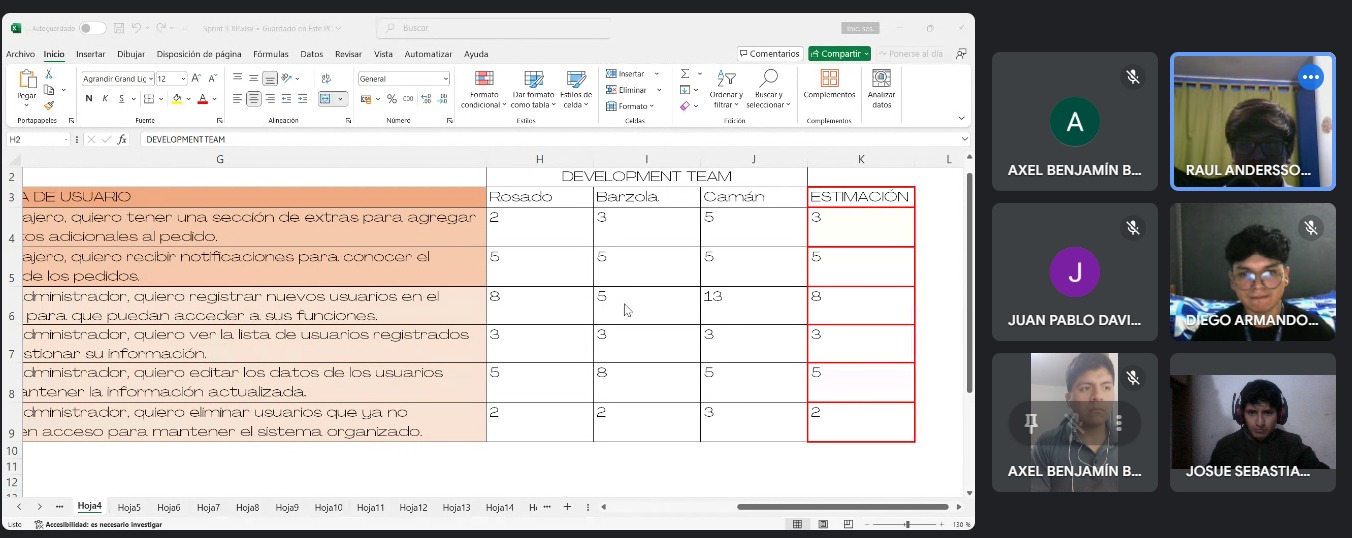 Autoguardado
Sprint 3 XP.xlsx • Guardado en Este PC
Buscar
Inic. ses.
Archivo Inicio Insertar Dibujar Disposición de página Fórmulas Datos Revisar Vista Automatizar Ayuda
Comentarios Compartir Ponerse al día
Pegar
Agrandir Grand Lig 12
N K S
General
Formato condicional
Dar formato como tabla
Estilos de celda
Insertar
Eliminar
Formato
Ordenar y filtrar
Buscar y seleccionar
Complementos
Analizar datos
Portapapeles Fuente Alineación Número Estilos Celdas Edición Complementos
H2 fx DEVELOPMENT TEAM
G H I J K L
2 DEVELOPMENT TEAM
3 A DE USUARIO Rosado Barzola Camán ESTIMACIÓN
ajero, quiero tener una sección de extras para agregar 2 3 5 3
4 os adicionales al pedido.
ajero, quiero recibir notificaciones para conocer el 5 5 5 5
5 de los pedidos.
dministrador, quiero registrar nuevos usuarios en el 8 5 13 8
6 para que puedan acceder a sus funciones.
dministrador, quiero ver la lista de usuarios registrados 3 3 3 3
7 stionar su información.
dministrador, quiero editar los datos de los usuarios 5 8 5 5
8 antener la información actualizada.
dministrador, quiero eliminar usuarios que ya no 2 2 3 2
9 en acceso para mantener el sistema organizado.
10
11
12
Hoja4 Hoja5 Hoja6 Hoja7 Hoja8 Hoja9 Hoja10 Hoja11 Hoja12 Hoja13 Hoja14
Listo Accesibilidad: es necesario investigar 130 %
A
AXEL BENJAMÍN B...
RAUL ANDERSSO...
J
JUAN PABLO DAVI...
DIEGO ARMANDO...
AXEL BENJAMÍN B...
JOSUE SEBASTIA...